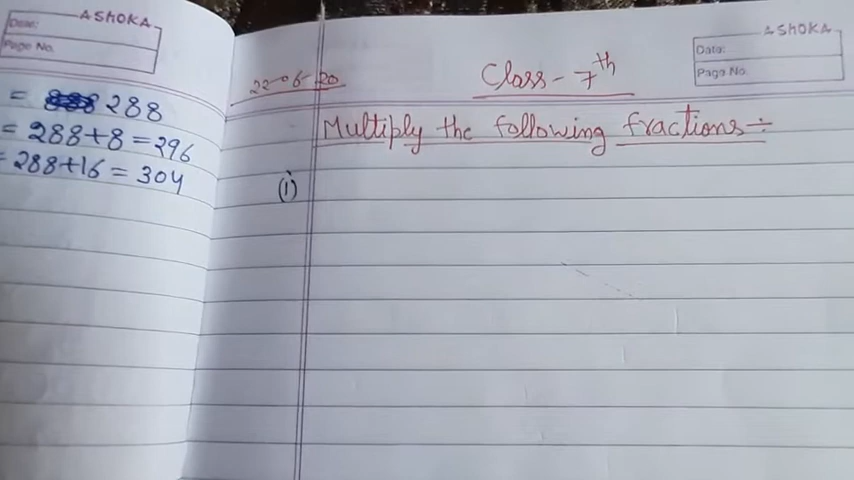 ASHOKA
Date:
Page No.
= 288
= 288+8 = 296
= 288+16 = 304
ASHOKA
Date:
Page No.
22-06-20
Class - 7th
Multiply the following fractions:-
(i)